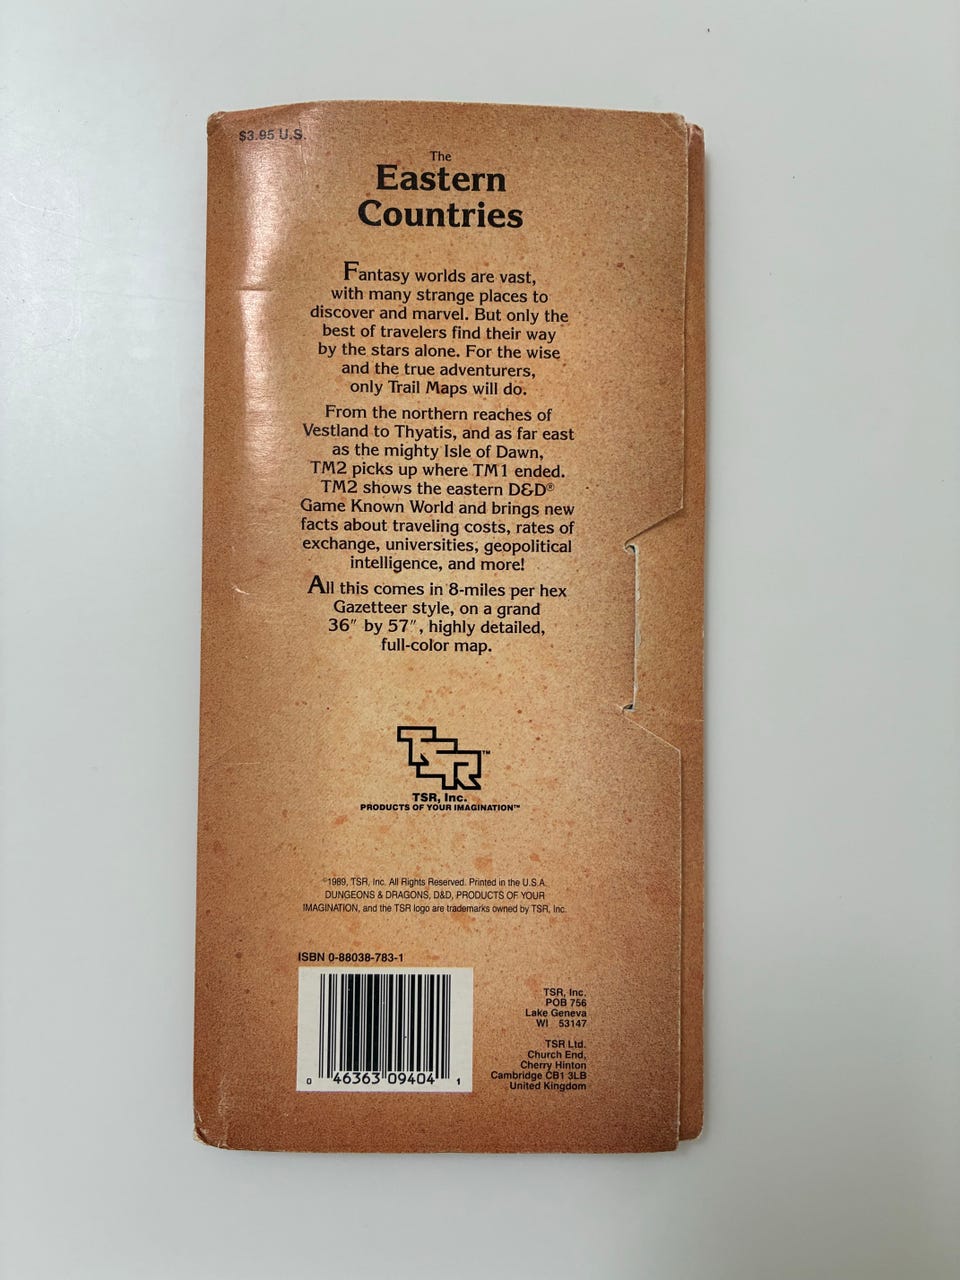 $3.95 U.S.
The
Eastern
Countries
Fantasy worlds are vast,
with many strange places to
discover and marvel. But only the
best of travelers find their way
by the stars alone. For the wise
and the true adventurers,
only Trail Maps will do.
From the northern reaches of
Vestland to Thyatis, and as far east
as the mighty Isle of Dawn,
TM2 picks up where TM1 ended.
TM2 shows the eastern D&D®
Game Known World and brings new
facts about traveling costs, rates of
exchange, universities, geopolitical
intelligence, and more!
All this comes in 8-miles per hex
Gazetteer style, on a grand
36″ by 57″, highly detailed,
full-color map.
TSR™
TSR, Inc.
PRODUCTS OF YOUR IMAGINATION™
©1989, TSR, Inc. All Rights Reserved. Printed in the U.S.A.
DUNGEONS & DRAGONS, D&D, PRODUCTS OF YOUR
IMAGINATION, and the TSR logo are trademarks owned by TSR, Inc.
ISBN 0-88038-783-1
0 46363 09404 1
TSR, Inc.
POB 756
Lake Geneva
WI 53147
TSR Ltd.
Church End,
Cherry Hinton
Cambridge CB1 3LB
United Kingdom